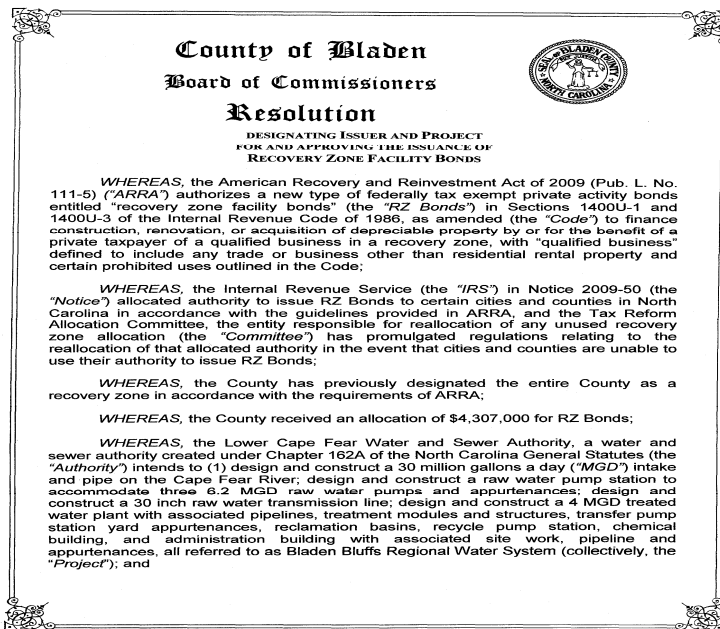 County of Bladen
Board of Commissioners
Resolution
SEAL OF BLADEN COUNTY
NORTH CAROLINA
DESIGNATING ISSUER AND PROJECT
FOR AND APPROVING THE ISSUANCE OF
RECOVERY ZONE FACILITY BONDS
WHEREAS, the American Recovery and Reinvestment Act of 2009 (Pub. L. No.
111-5) ("ARRA") authorizes a new type of federally tax exempt private activity bonds
entitled “recovery zone facility bonds” (the “RZ Bonds”) in Sections 1400U-1 and
1400U-3 of the Internal Revenue Code of 1986, as amended (the “Code”) to finance
construction, renovation, or acquisition of depreciable property by or for the benefit of a
private taxpayer of a qualified business in a recovery zone, with “qualified business”
defined to include any trade or business other than residential rental property and
certain prohibited uses outlined in the Code;
WHEREAS, the Internal Revenue Service (the “IRS”) in Notice 2009-50 (the
“Notice”) allocated authority to issue RZ Bonds to certain cities and counties in North
Carolina in accordance with the guidelines provided in ARRA, and the Tax Reform
Allocation Committee, the entity responsible for reallocation of any unused recovery
zone allocation (the “Committee”) has promulgated regulations relating to the
reallocation of that allocated authority in the event that cities and counties are unable to
use their authority to issue RZ Bonds;
WHEREAS, the County has previously designated the entire County as a
recovery zone in accordance with the requirements of ARRA;
WHEREAS, the County received an allocation of $4,307,000 for RZ Bonds;
WHEREAS, the Lower Cape Fear Water and Sewer Authority, a water and
sewer authority created under Chapter 162A of the North Carolina General Statutes (the
“Authority”) intends to (1) design and construct a 30 million gallons a day (“MGD”) intake
and pipe on the Cape Fear River; design and construct a raw water pump station to
accommodate three 6.2 MGD raw water pumps and appurtenances; design and
construct a 30 inch raw water transmission line; design and construct a 4 MGD treated
water plant with associated pipelines, treatment modules and structures, transfer pump
station yard appurtenances, reclamation basins, recycle pump station, chemical
building, and administration building with associated site work, pipeline and
appurtenances, all referred to as Bladen Bluffs Regional Water System (collectively, the
“Project”); and